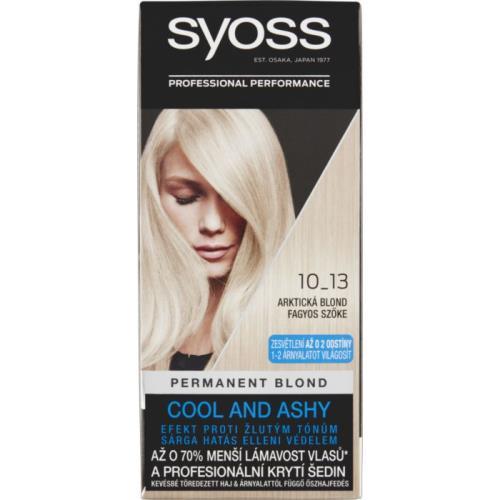 syoss
EST. OSAKA, JAPAN 1977
PROFESSIONAL PERFORMANCE
10_13
ARKTICKÁ BLOND
FAGYOS SZŐKE
ZESVĚTLENÍ AŽ O 2 ODSTÍNY
1-2 ÁRNYALATOT VILÁGOSÍT
PERMANENT BLOND
COOL AND ASHY
EFEKT PROTI ŽLUTÝM TÓNŮM
SÁRGA HATÁS ELLENI VÉDELEM
AŽ O 70% MENŠÍ LÁMAVOST VLASŮ*
A PROFESIONÁLNÍ KRYTÍ ŠEDIN
KEVÉSBÉ TÖREDEZETT HAJ & ÁRNYALATTÓL FÜGGŐ ŐSZHAJFEDÉS